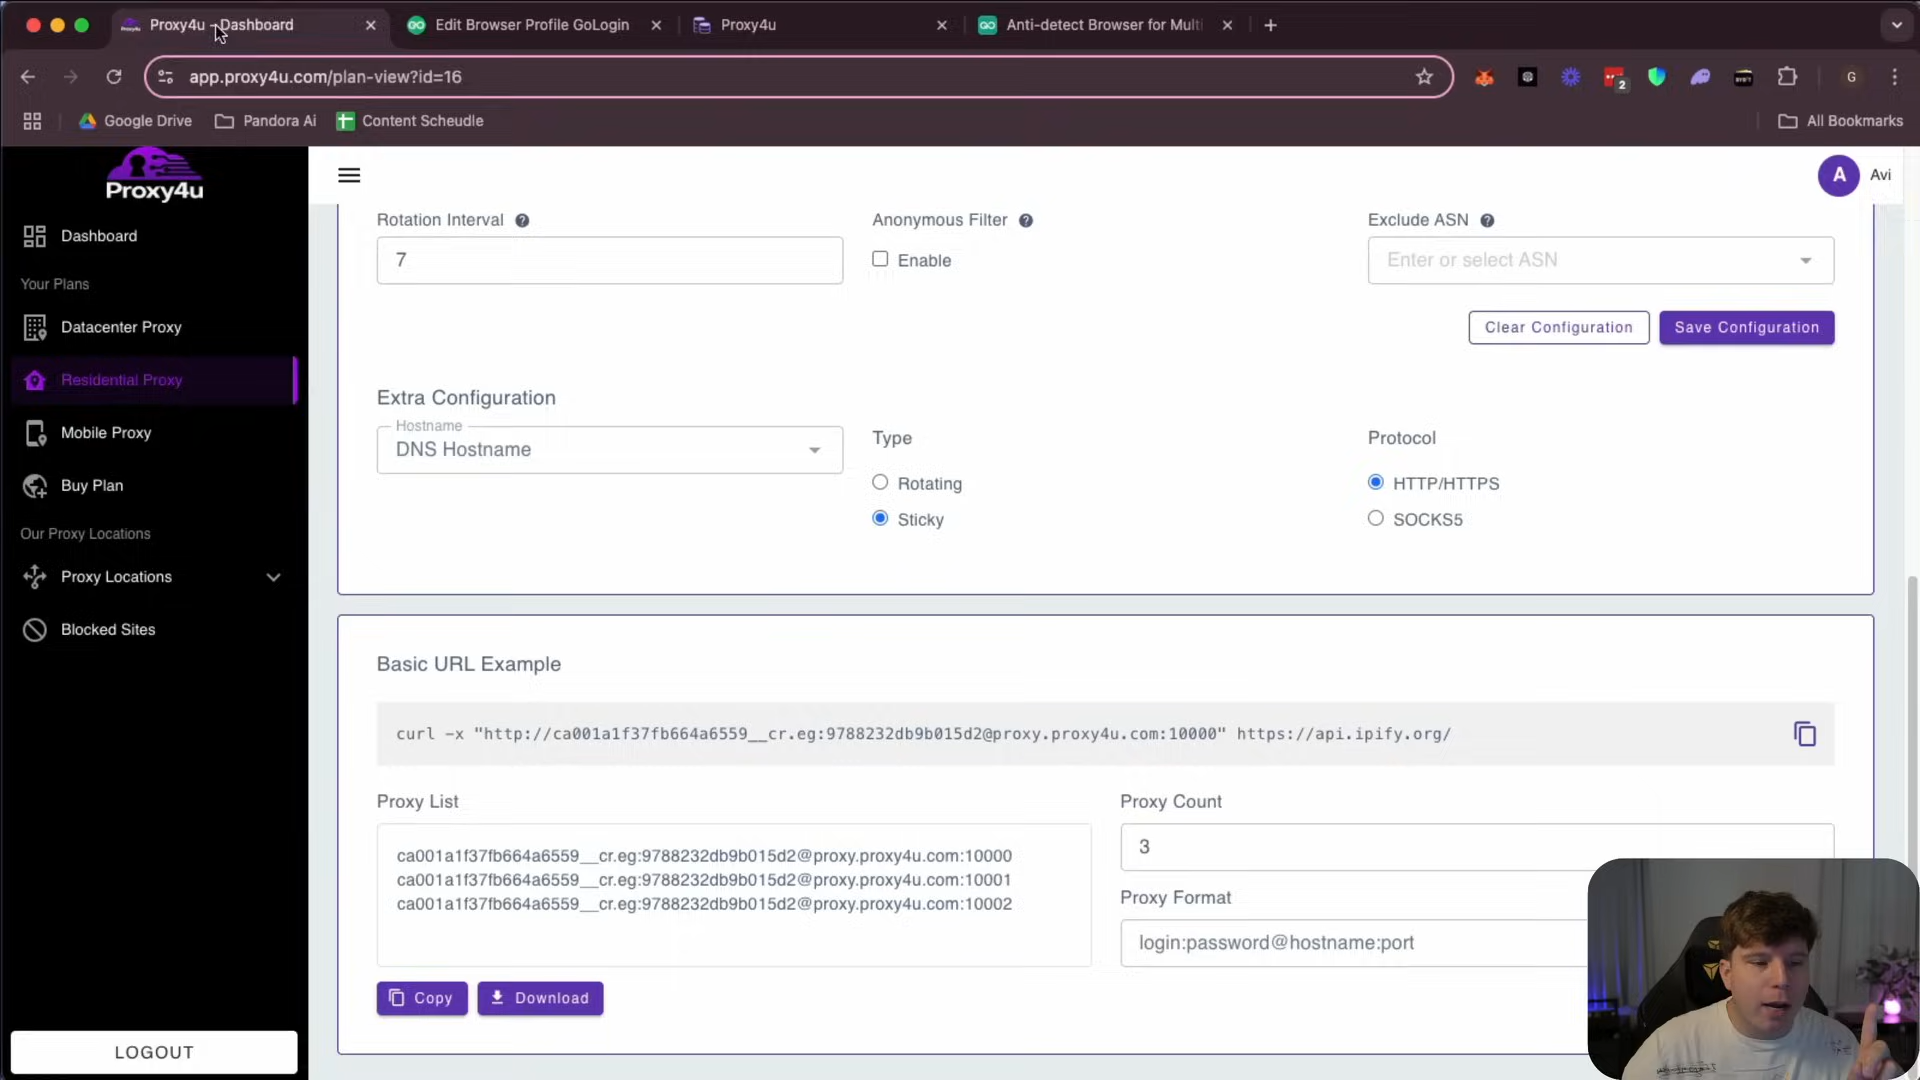 Proxy4u - Dashboard
Edit Browser Profile GoLogin
Proxy4u
Anti-detect Browser for Multi
app.proxy4u.com/plan-view?id=16
2
G
Google Drive
Pandora Ai
Content Scheudle
All Bookmarks
Proxy4u
A
Avi
Dashboard
Your Plans
Datacenter Proxy
Residential Proxy
Mobile Proxy
Buy Plan
Our Proxy Locations
Proxy Locations
Blocked Sites
LOGOUT
Rotation Interval
7
Anonymous Filter
Enable
Exclude ASN
Enter or select ASN
Clear Configuration
Save Configuration
Extra Configuration
Hostname
DNS Hostname
Type
Rotating
Sticky
Protocol
HTTP/HTTPS
SOCKS5
Basic URL Example
curl -x "http://ca001a1f37fb664a6559__cr.eg:9788232db9b015d2@proxy.proxy4u.com:10000" https://api.ipify.org/
Proxy List
ca001a1f37fb664a6559__cr.eg:9788232db9b015d2@proxy.proxy4u.com:10000
ca001a1f37fb664a6559__cr.eg:9788232db9b015d2@proxy.proxy4u.com:10001
ca001a1f37fb664a6559__cr.eg:9788232db9b015d2@proxy.proxy4u.com:10002
Copy
Download
Proxy Count
3
Proxy Format
login:password@hostname:port